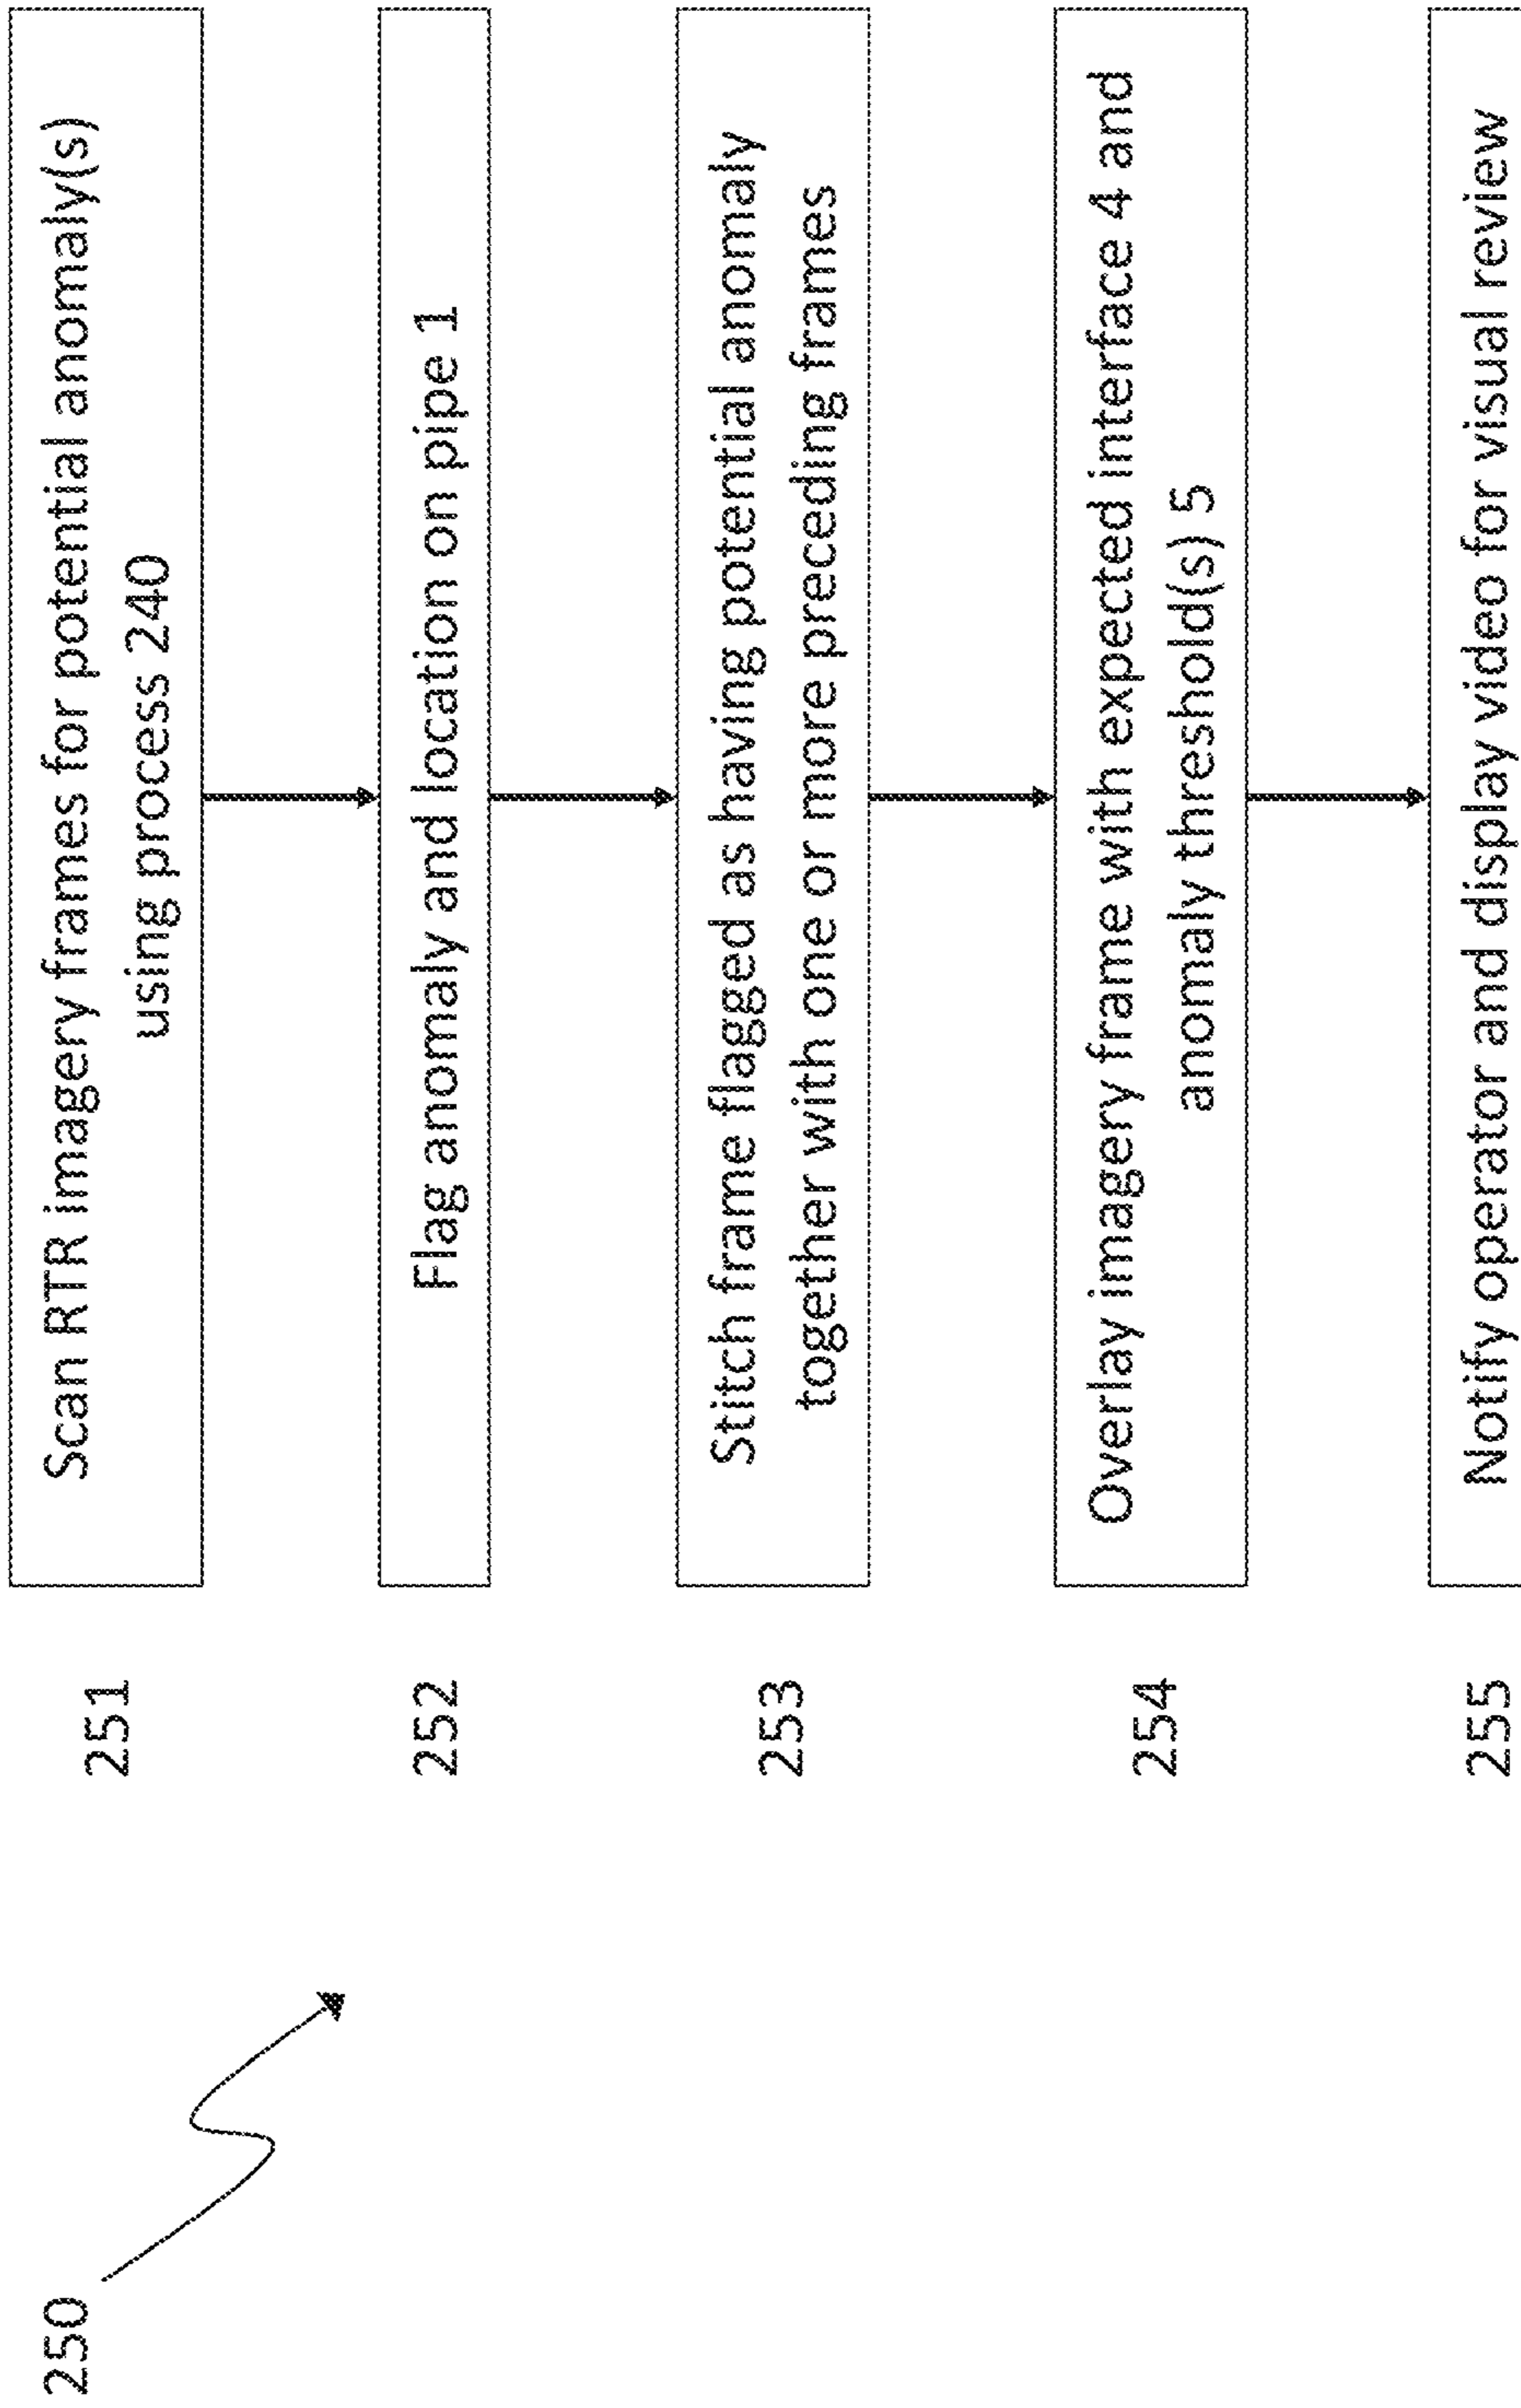 250
251
Scan RTR imagery frames for potential anomaly(s)
using process 240
252
Flag anomaly and location on pipe 1
253
Stitch frame flagged as having potential anomaly
together with one or more preceding frames
254
Overlay imagery frame with expected interface 4 and
anomaly threshold(s) 5
255
Notify operator and display video for visual review